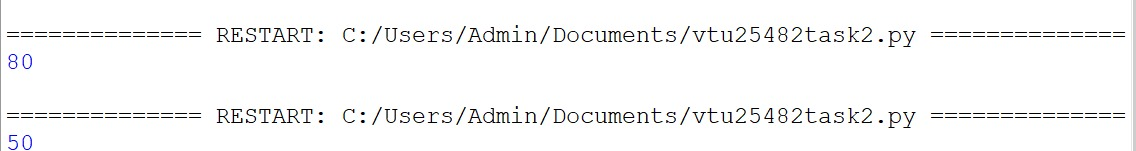 ============== RESTART: C:/Users/Admin/Documents/vtu25482task2.py ==============
80
============== RESTART: C:/Users/Admin/Documents/vtu25482task2.py ==============
50